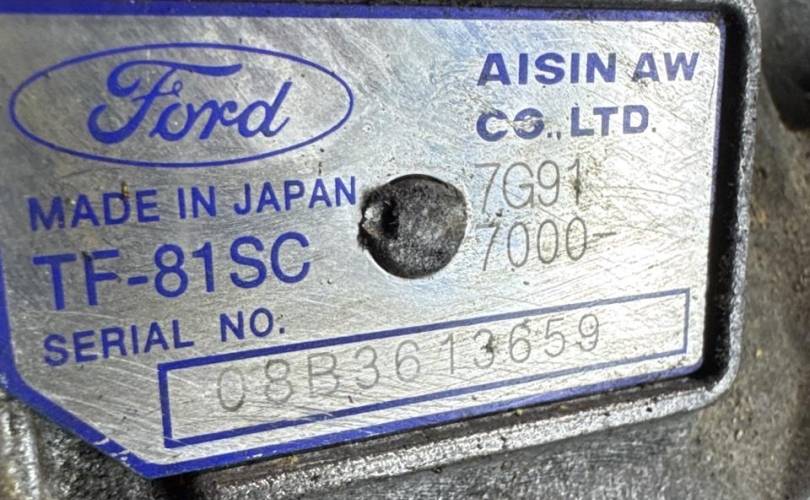 Ford
AISIN AW
CO., LTD.
MADE IN JAPAN
7G91
TF-81SC
7000-
SERIAL NO.
08B3613659